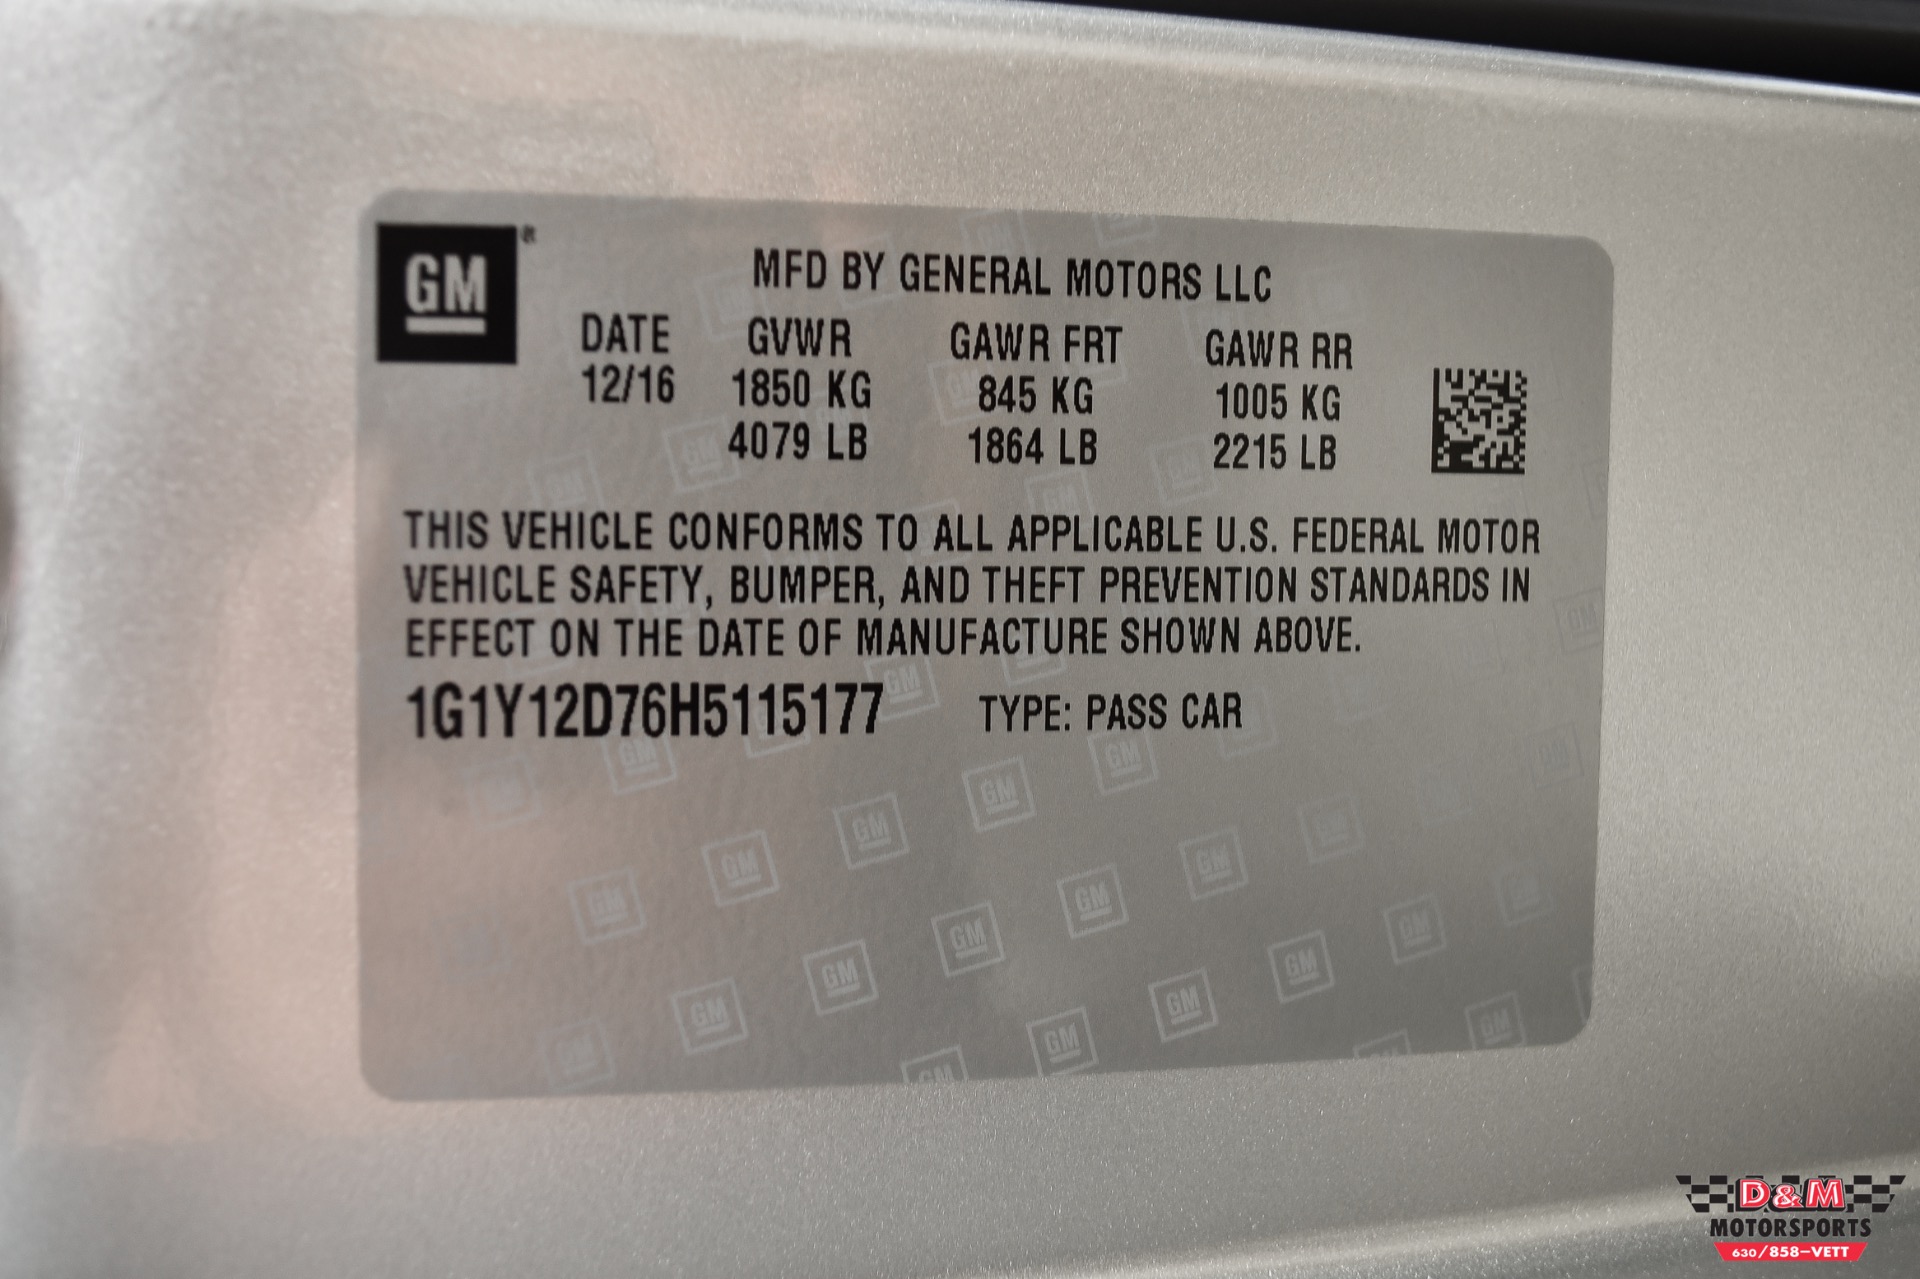 GM®
MFD BY GENERAL MOTORS LLC
DATE GVWR GAWR FRT GAWR RR
12/16 1850 KG 845 KG 1005 KG
4079 LB 1864 LB 2215 LB
THIS VEHICLE CONFORMS TO ALL APPLICABLE U.S. FEDERAL MOTOR
VEHICLE SAFETY, BUMPER, AND THEFT PREVENTION STANDARDS IN
EFFECT ON THE DATE OF MANUFACTURE SHOWN ABOVE.
1G1Y12D76H5115177 TYPE: PASS CAR
D&M
MOTORSPORTS
630/858-VETT